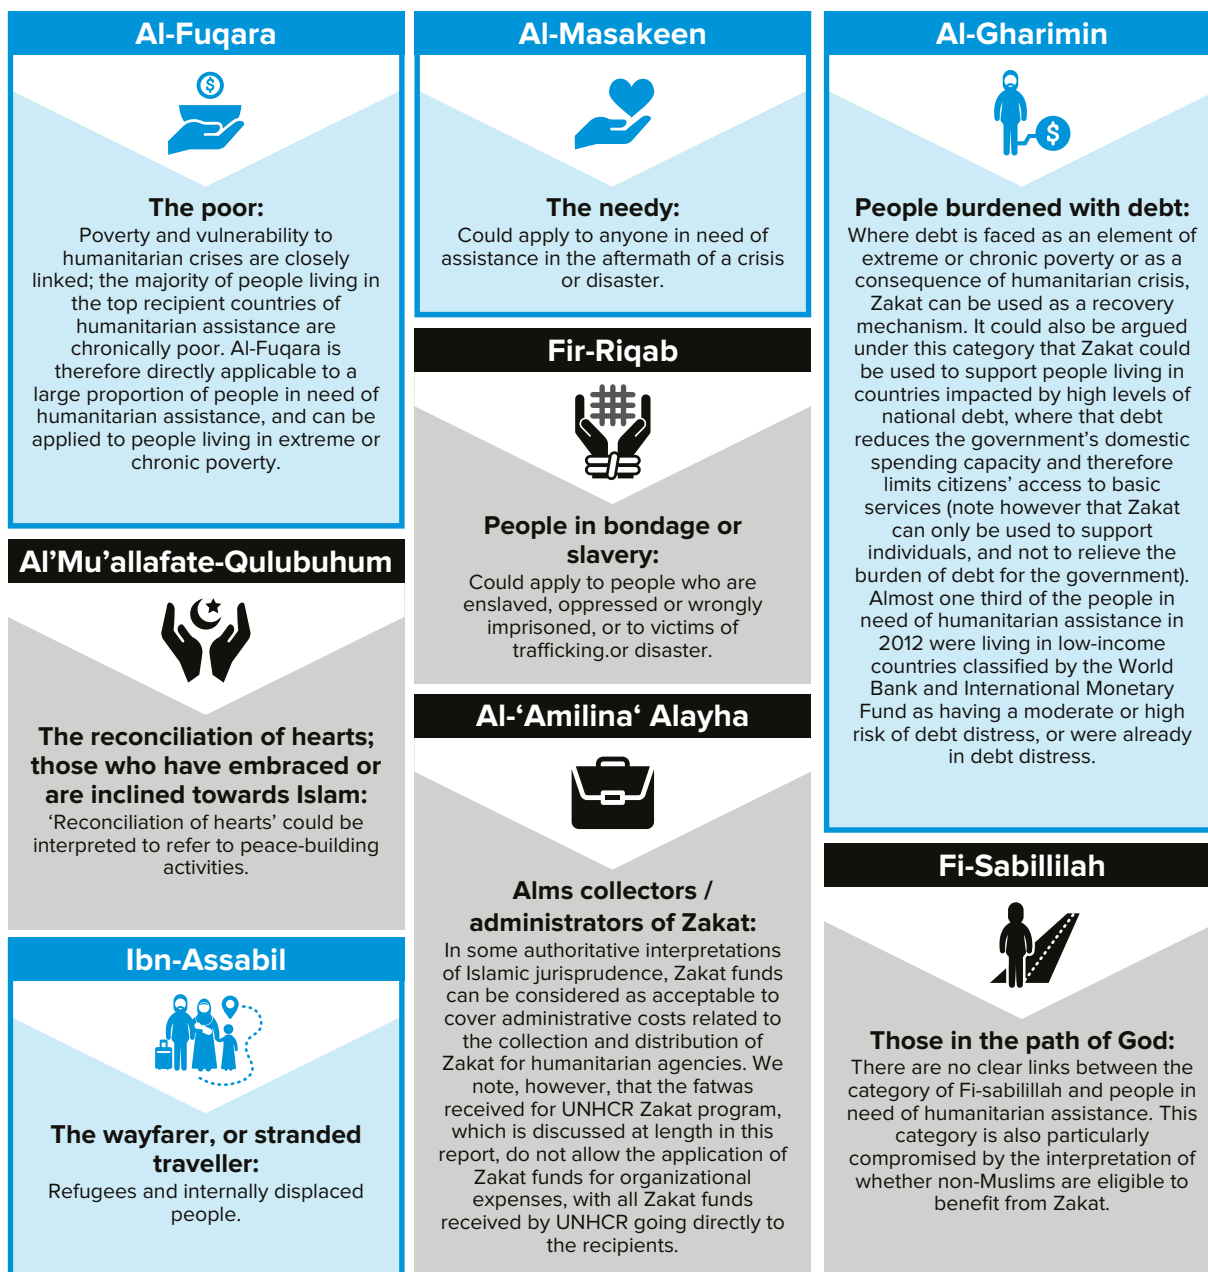 Al-Fuqara
The poor:
Poverty and vulnerability to
humanitarian crises are closely
linked; the majority of people living in
the top recipient countries of
humanitarian assistance are
chronically poor. Al-Fuqara is
therefore directly applicable to a
large proportion of people in need of
humanitarian assistance, and can be
applied to people living in extreme or
chronic poverty.
Al’Mu’allafate-Qulubuhum
The reconciliation of hearts;
those who have embraced or
are inclined towards Islam:
‘Reconciliation of hearts’ could be
interpreted to refer to peace-building
activities.
Ibn-Assabil
The wayfarer, or stranded
traveller:
Refugees and internally displaced
people.
Al-Masakeen
The needy:
Could apply to anyone in need of
assistance in the aftermath of a crisis
or disaster.
Fir-Riqab
People in bondage or
slavery:
Could apply to people who are
enslaved, oppressed or wrongly
imprisoned, or to victims of
trafficking.or disaster.
Al-‘Amilina‘ Alayha
Alms collectors /
administrators of Zakat:
In some authoritative interpretations
of Islamic jurisprudence, Zakat funds
can be considered as acceptable to
cover administrative costs related to
the collection and distribution of
Zakat for humanitarian agencies. We
note, however, that the fatwas
received for UNHCR Zakat program,
which is discussed at length in this
report, do not allow the application of
Zakat funds for organizational
expenses, with all Zakat funds
received by UNHCR going directly to
the recipients.
Al-Gharimin
People burdened with debt:
Where debt is faced as an element of
extreme or chronic poverty or as a
consequence of humanitarian crisis,
Zakat can be used as a recovery
mechanism. It could also be argued
under this category that Zakat could
be used to support people living in
countries impacted by high levels of
national debt, where that debt
reduces the government’s domestic
spending capacity and therefore
limits citizens’ access to basic
services (note however that Zakat
can only be used to support
individuals, and not to relieve the
burden of debt for the government).
Almost one third of the people in
need of humanitarian assistance in
2012 were living in low-income
countries classified by the World
Bank and International Monetary
Fund as having a moderate or high
risk of debt distress, or were already
in debt distress.
Fi-Sabillilah
Those in the path of God:
There are no clear links between the
category of Fi-sabilillah and people in
need of humanitarian assistance. This
category is also particularly
compromised by the interpretation of
whether non-Muslims are eligible to
benefit from Zakat.